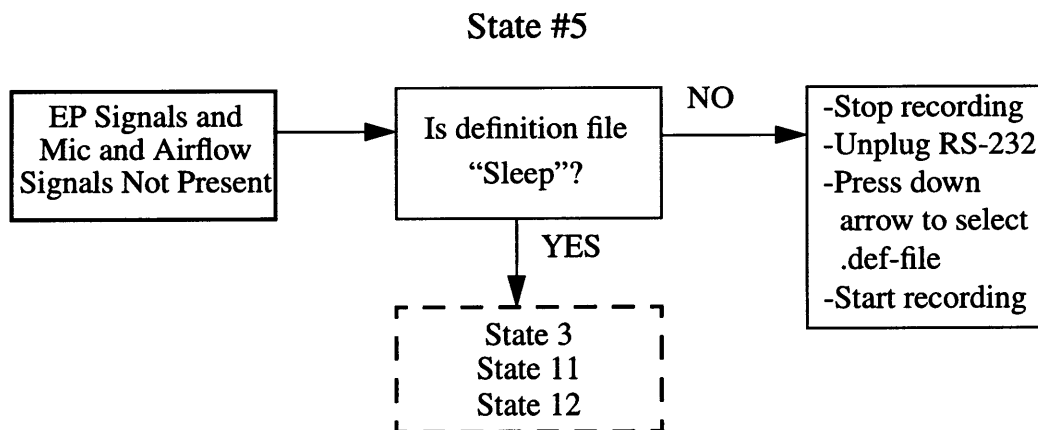 State #5
EP Signals and
Mic and Airflow
Signals Not Present
Is definition file
“Sleep”?
NO
-Stop recording
-Unplug RS-232
-Press down
arrow to select
.def-file
-Start recording
YES
State 3
State 11
State 12